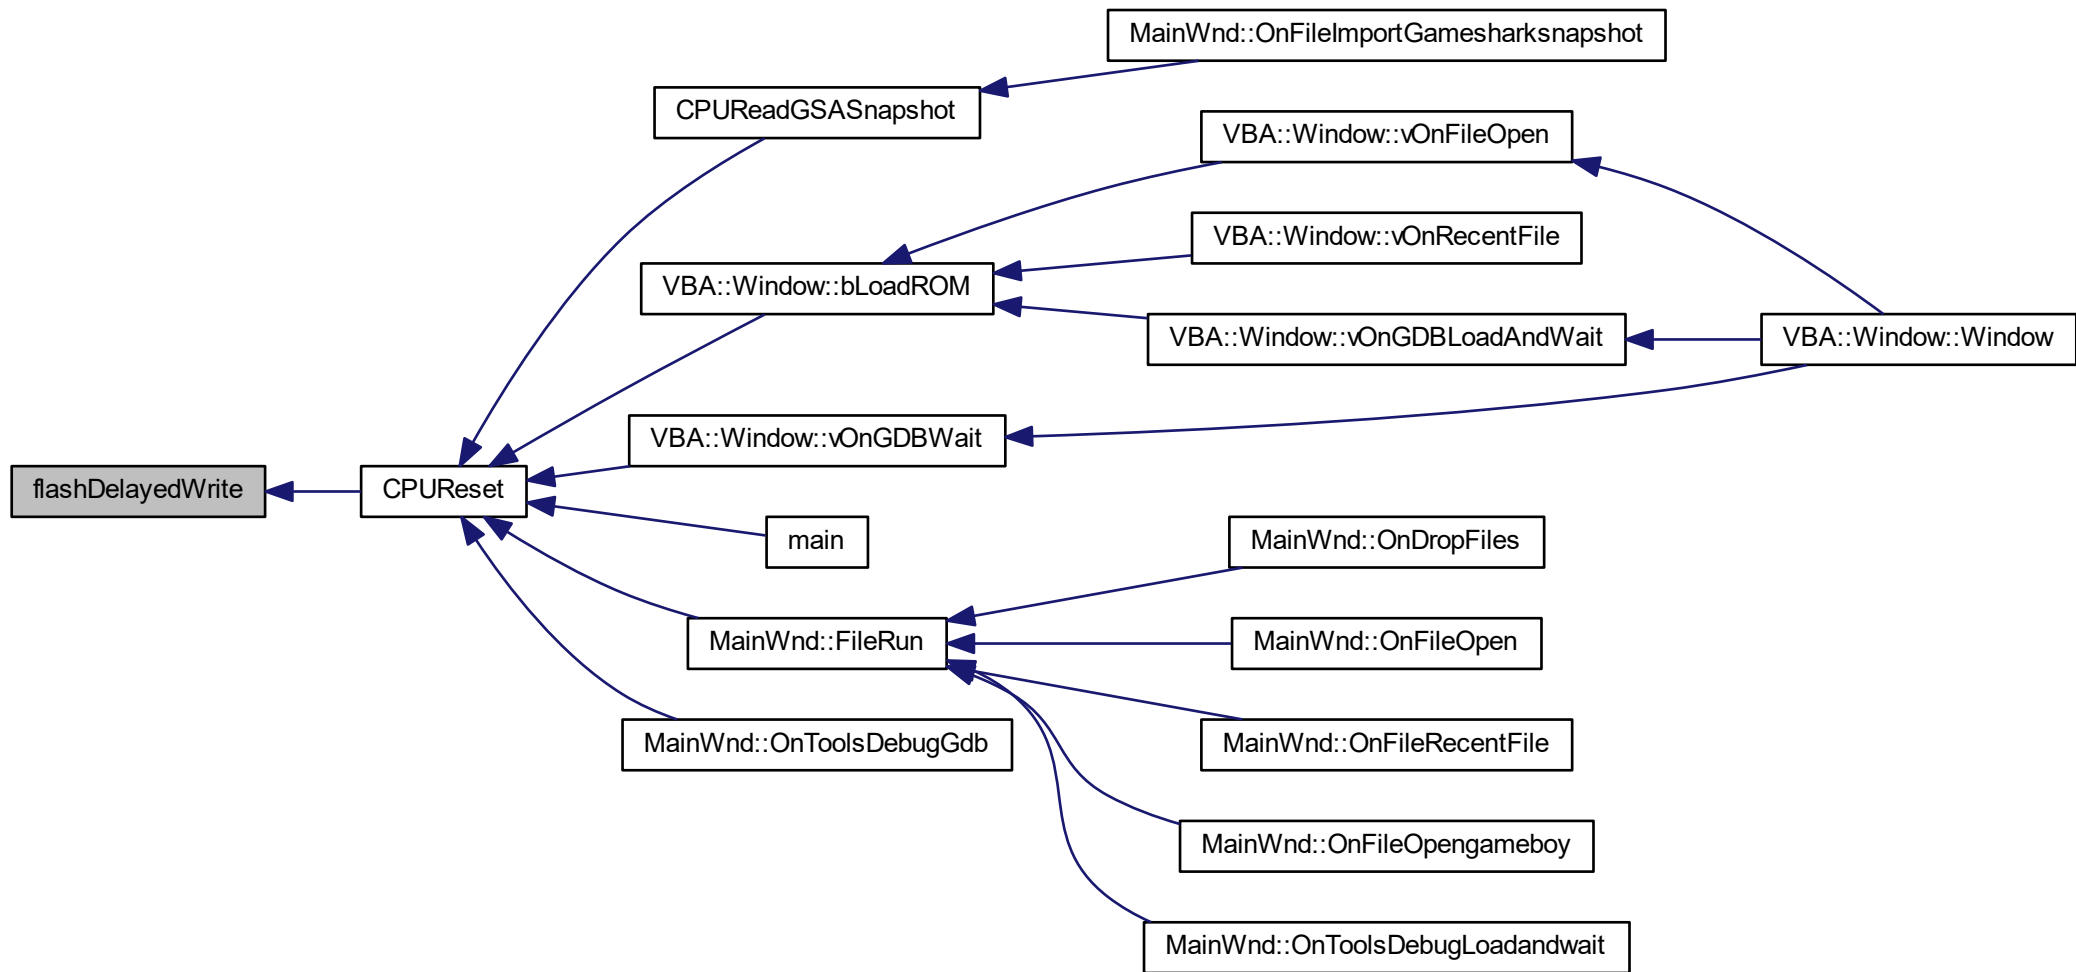 MainWnd::OnFileImportGamesharksnapshot
CPUReadGSASnapshot
VBA::Window::vOnFileOpen
VBA::Window::vOnRecentFile
VBA::Window::bLoadROM
VBA::Window::vOnGDBLoadAndWait
VBA::Window::Window
VBA::Window::vOnGDBWait
flashDelayedWrite
CPUReset
main
MainWnd::OnDropFiles
MainWnd::FileRun
MainWnd::OnFileOpen
MainWnd::OnToolsDebugGdb
MainWnd::OnFileRecentFile
MainWnd::OnFileOpengameboy
MainWnd::OnToolsDebugLoadandwait